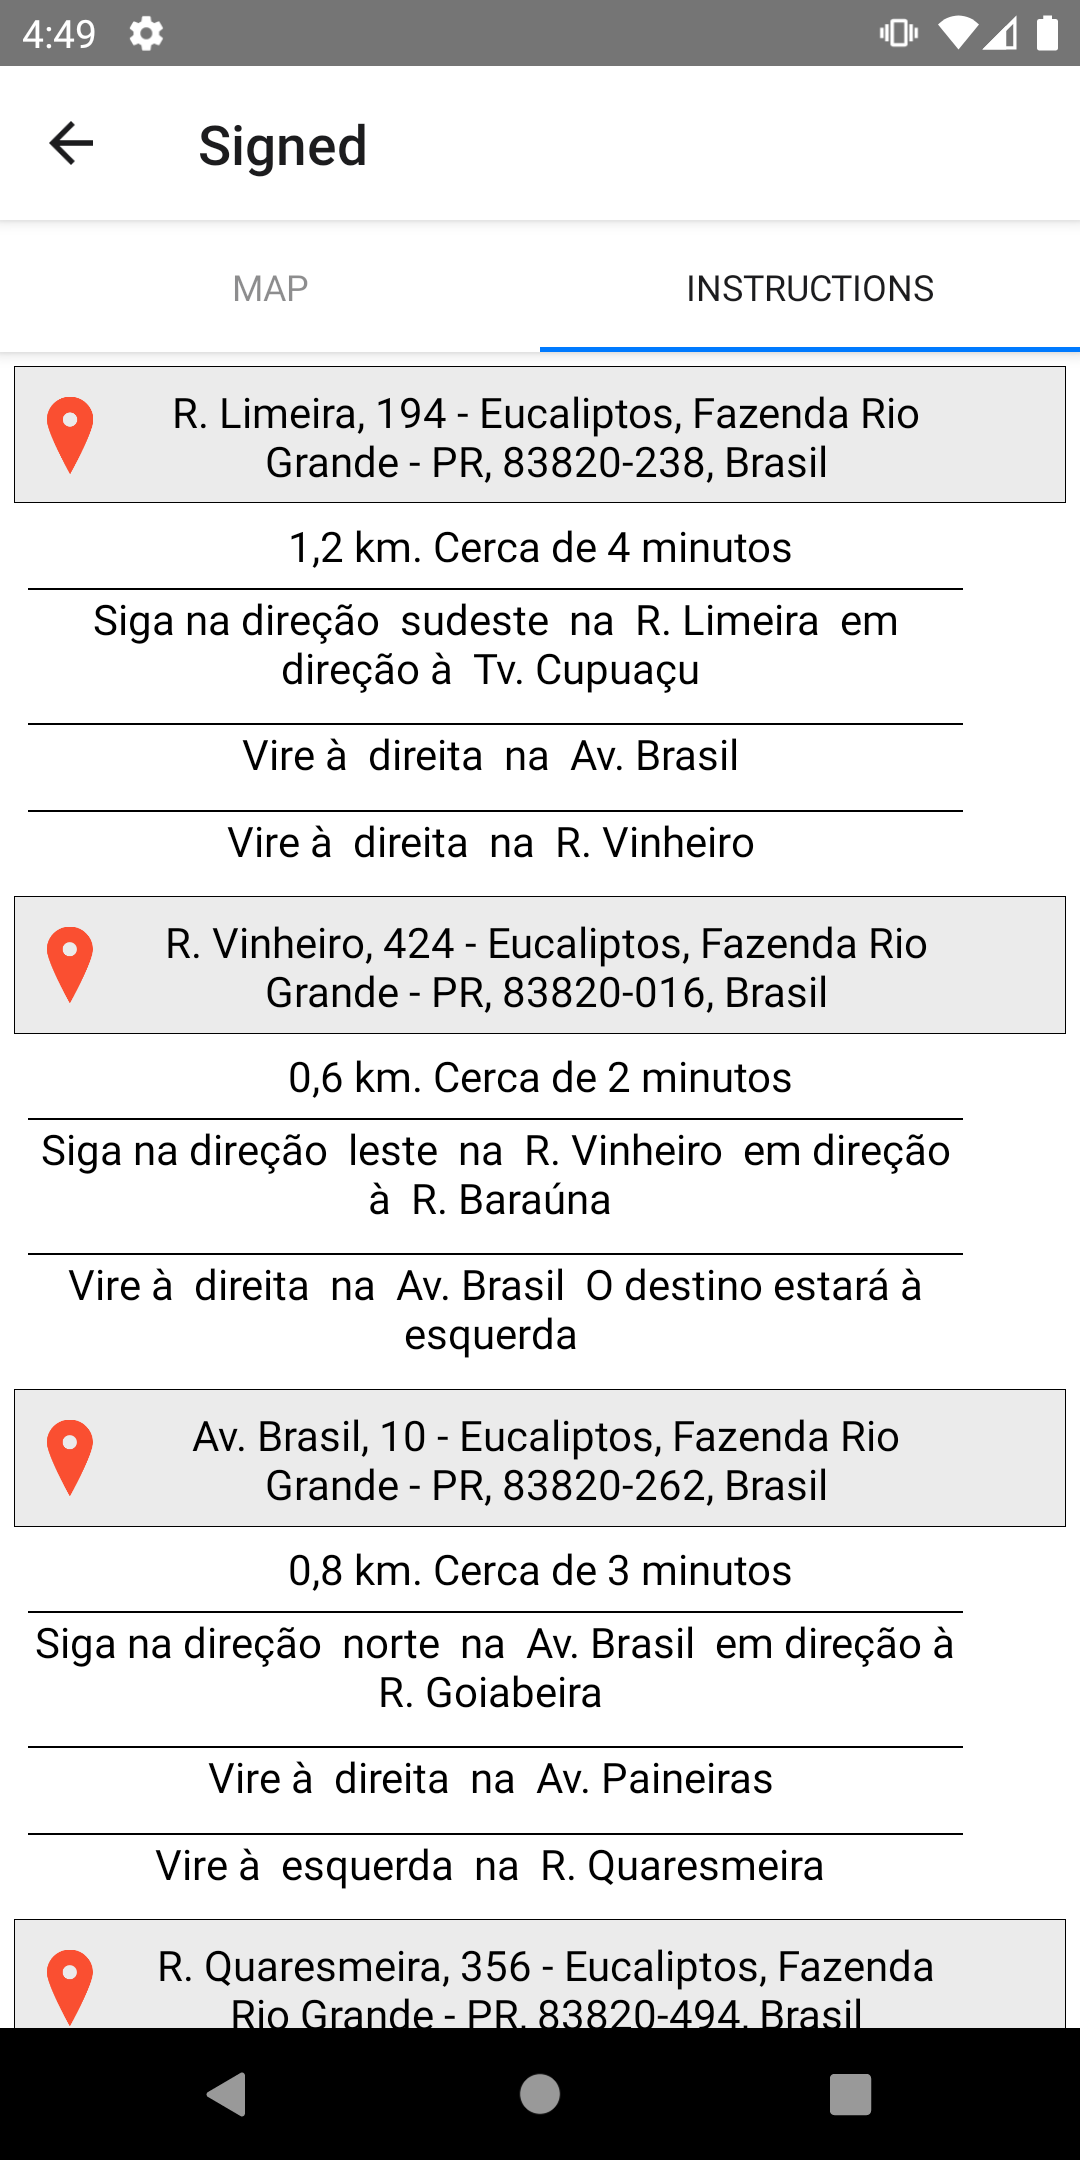 4:49
Signed
MAP
INSTRUCTIONS
R. Limeira, 194 - Eucaliptos, Fazenda Rio
Grande - PR, 83820-238, Brasil
1,2 km. Cerca de 4 minutos
Siga na direção sudeste na R. Limeira em
direção à Tv. Cupuaçu
Vire à direita na Av. Brasil
Vire à direita na R. Vinheiro
R. Vinheiro, 424 - Eucaliptos, Fazenda Rio
Grande - PR, 83820-016, Brasil
0,6 km. Cerca de 2 minutos
Siga na direção leste na R. Vinheiro em direção
à R. Baraúna
Vire à direita na Av. Brasil O destino estará à
esquerda
Av. Brasil, 10 - Eucaliptos, Fazenda Rio
Grande - PR, 83820-262, Brasil
0,8 km. Cerca de 3 minutos
Siga na direção norte na Av. Brasil em direção à
R. Goiabeira
Vire à direita na Av. Paineiras
Vire à esquerda na R. Quaresmeira
R. Quaresmeira, 356 - Eucaliptos, Fazenda
Rio Grande - PR, 83820-494, Brasil